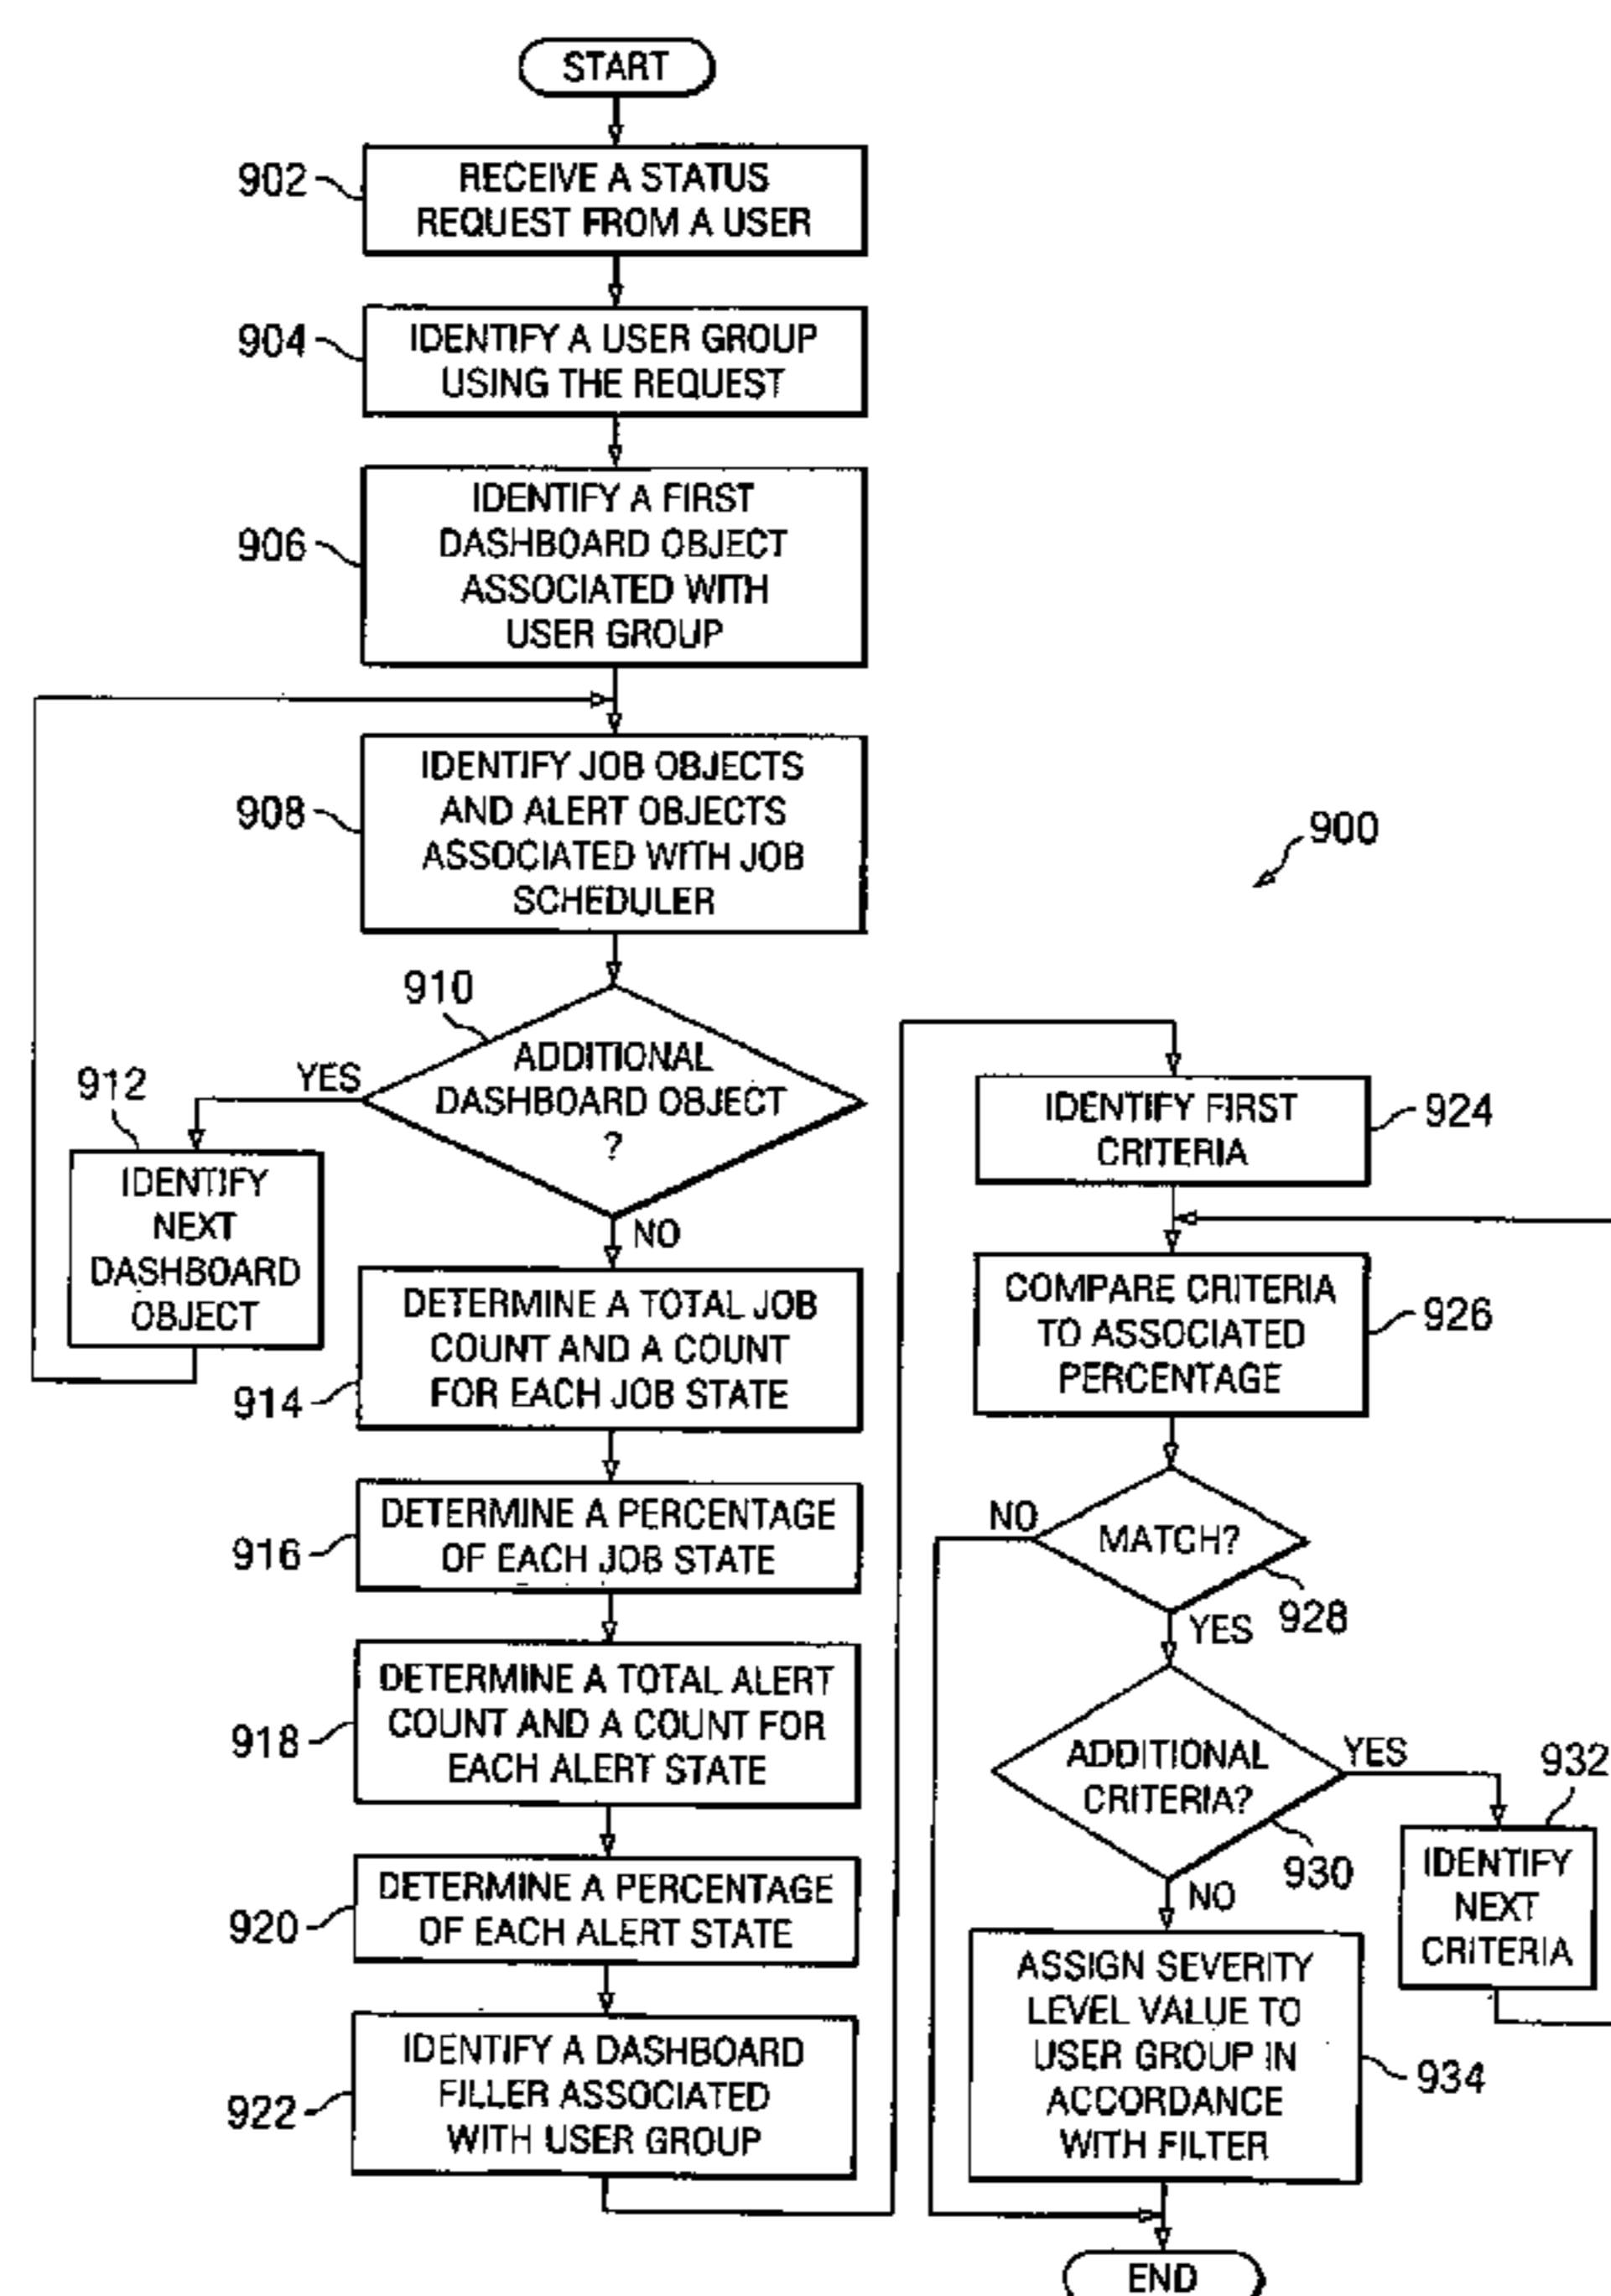 START
902
RECEIVE A STATUS
REQUEST FROM A USER
904
IDENTIFY A USER GROUP
USING THE REQUEST
906
IDENTIFY A FIRST
DASHBOARD OBJECT
ASSOCIATED WITH
USER GROUP
908
IDENTIFY JOB OBJECTS
AND ALERT OBJECTS
ASSOCIATED WITH JOB
SCHEDULER
910
ADDITIONAL
DASHBOARD OBJECT
?
YES
912
IDENTIFY
NEXT
DASHBOARD
OBJECT
NO
914
DETERMINE A TOTAL JOB
COUNT AND A COUNT
FOR EACH JOB STATE
916
DETERMINE A PERCENTAGE
OF EACH JOB STATE
918
DETERMINE A TOTAL ALERT
COUNT AND A COUNT FOR
EACH ALERT STATE
920
DETERMINE A PERCENTAGE
OF EACH ALERT STATE
922
IDENTIFY A DASHBOARD
FILLER ASSOCIATED
WITH USER GROUP
900
IDENTIFY FIRST
CRITERIA
924
COMPARE CRITERIA
TO ASSOCIATED
PERCENTAGE
926
NO
MATCH?
928
YES
ADDITIONAL
CRITERIA?
930
YES
932
IDENTIFY
NEXT
CRITERIA
NO
ASSIGN SEVERITY
LEVEL VALUE TO
USER GROUP IN
ACCORDANCE
WITH FILTER
934
END